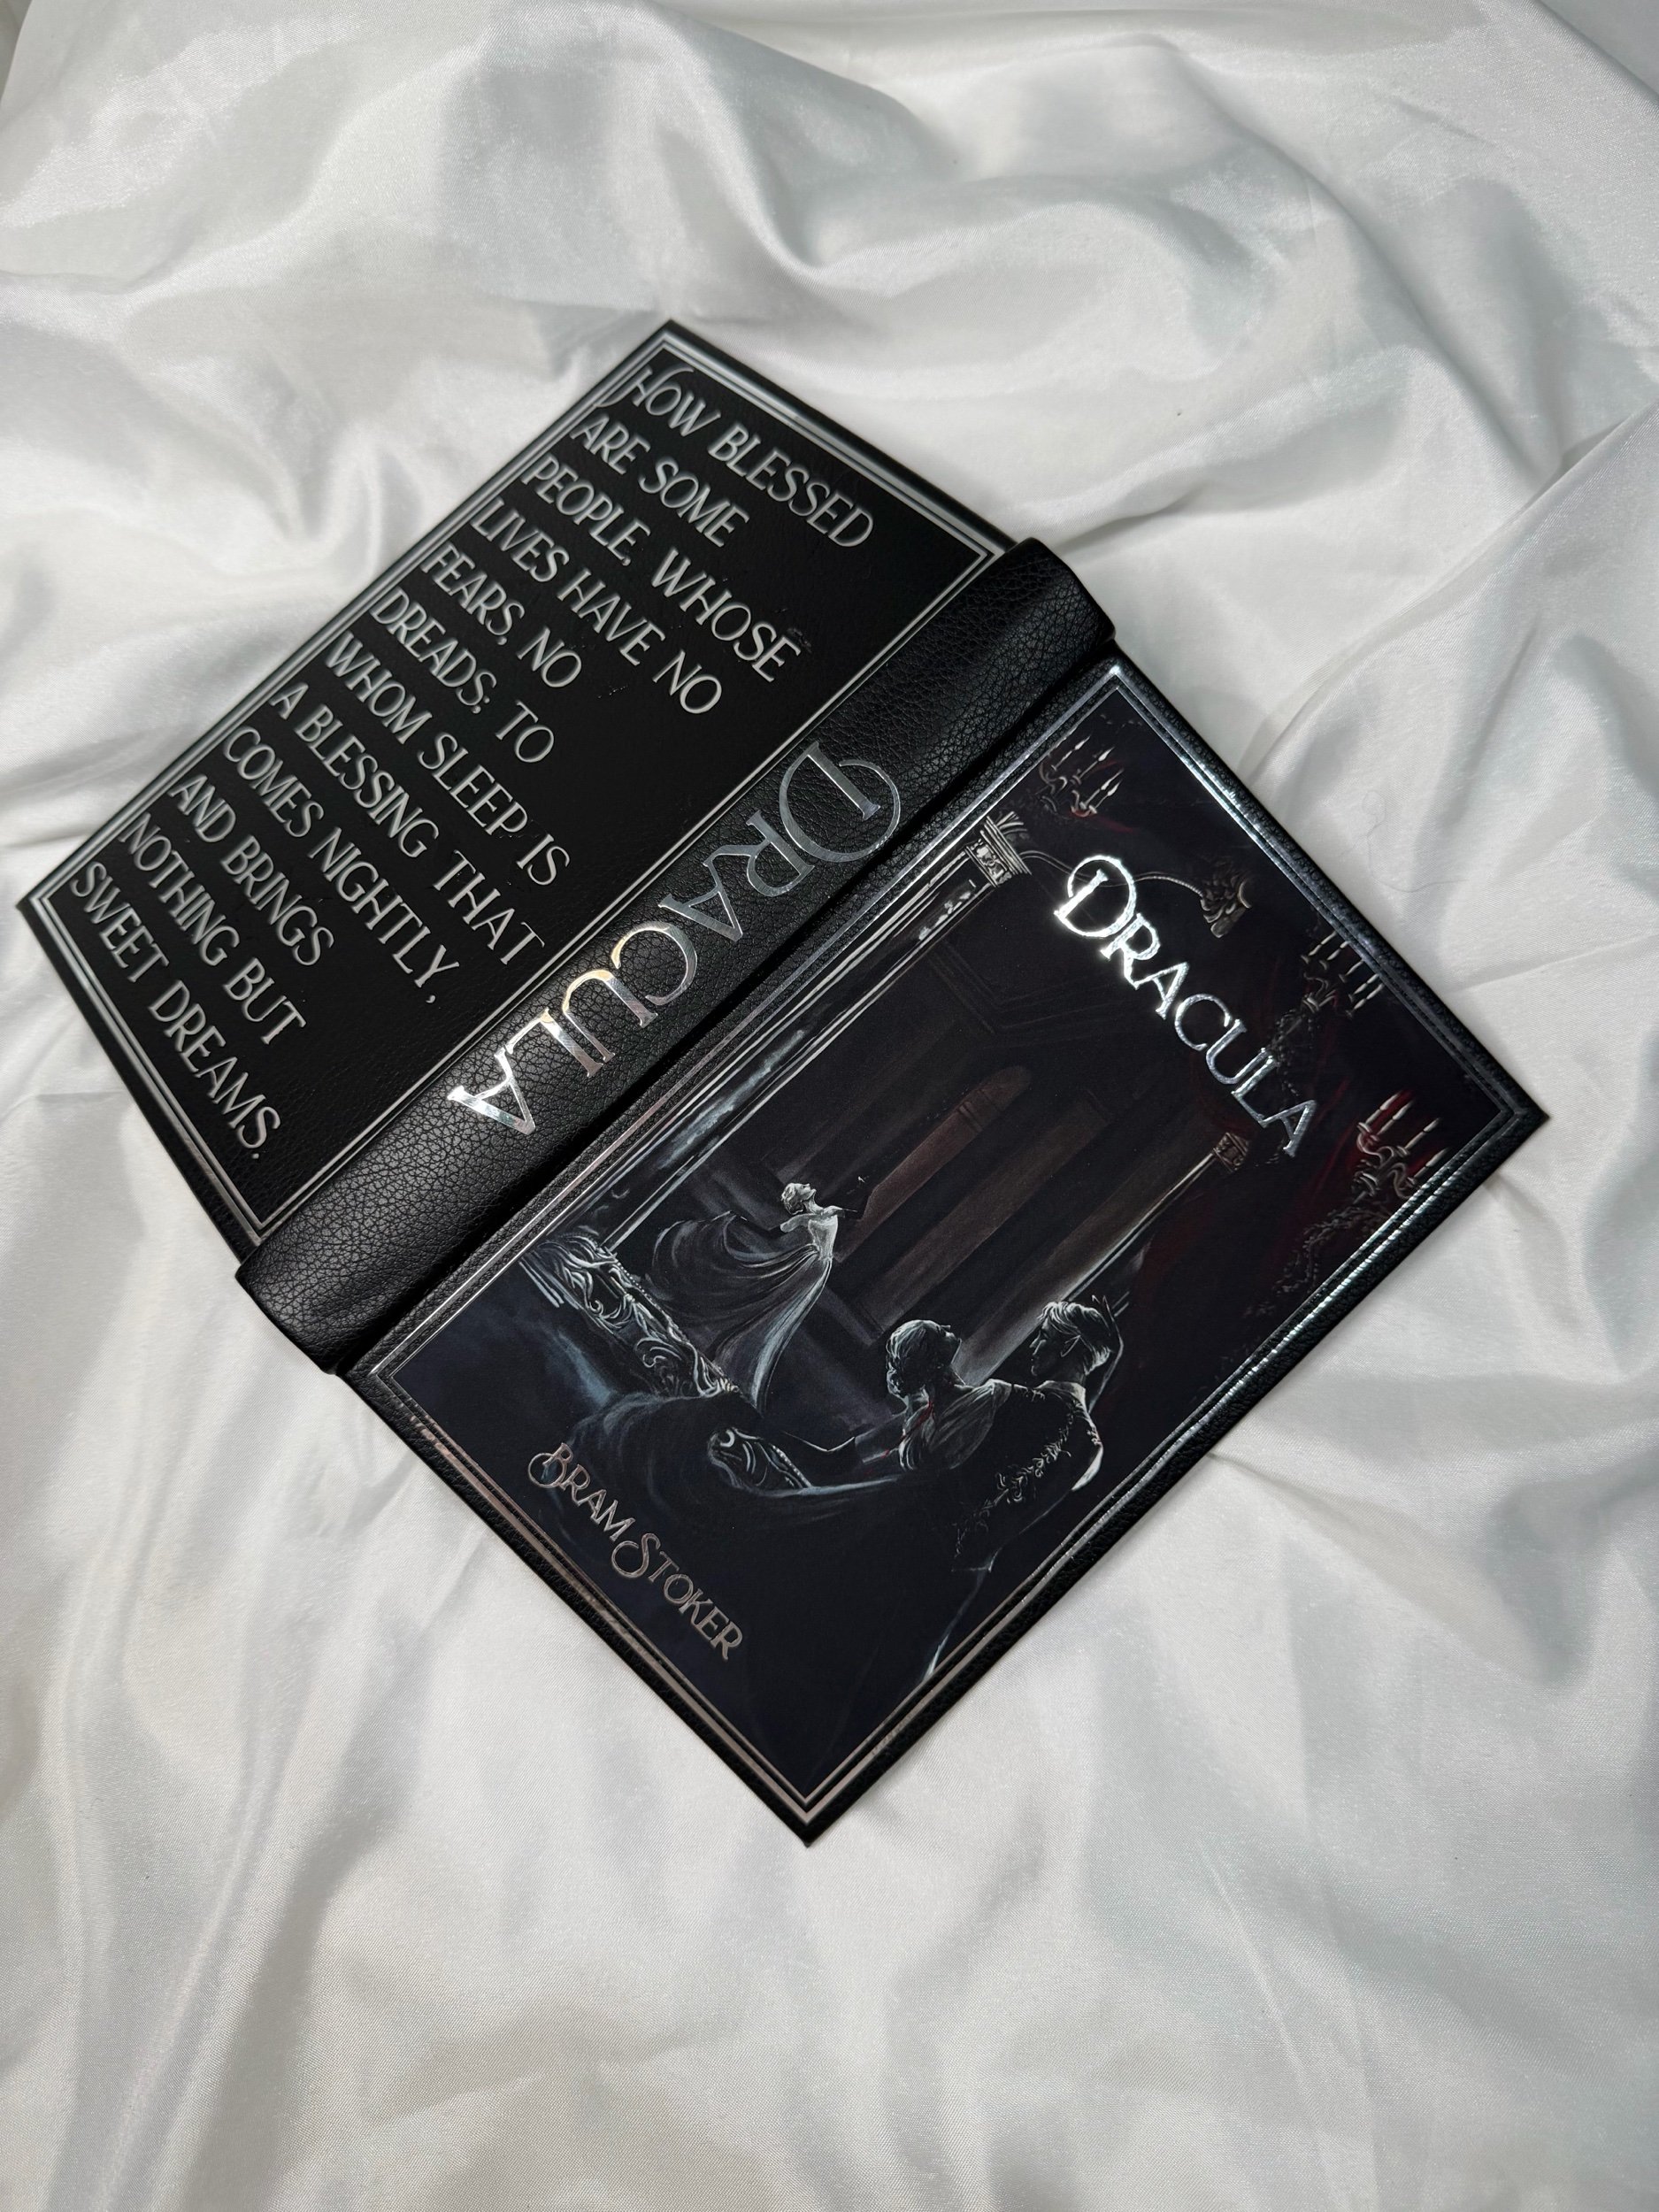 HOW BLESSED
ARE SOME
PEOPLE, WHOSE
LIVES HAVE NO
FEARS, NO
DREADS; TO
WHOM SLEEP IS
A BLESSING THAT
COMES NIGHTLY,
AND BRINGS
NOTHING BUT
SWEET DREAMS.
DRACULA
DRACULA
BRAM STOKER